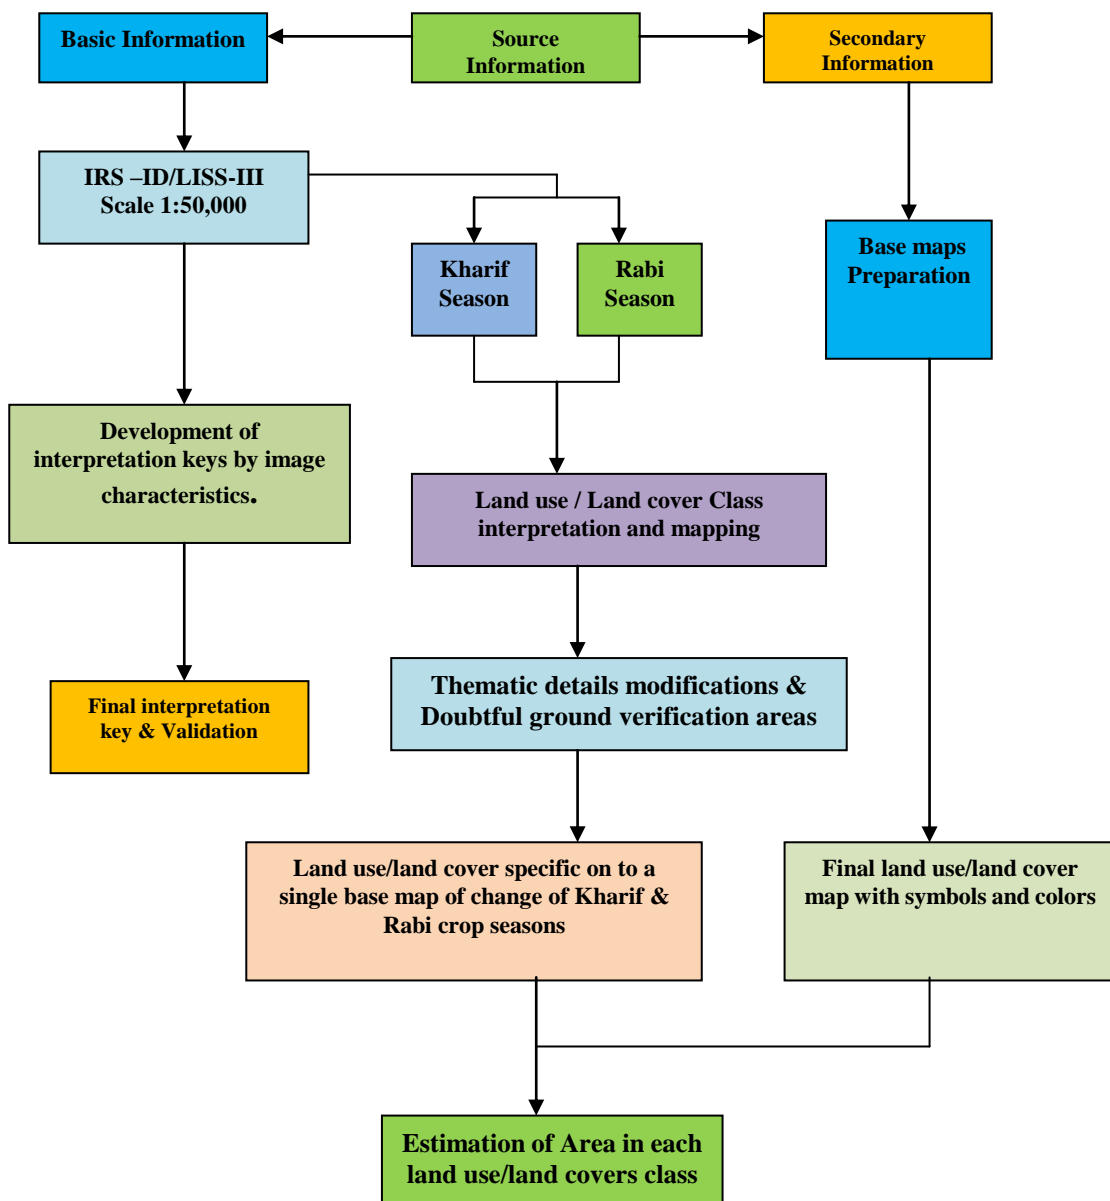 Basic Information
Source
Information
Secondary
Information
IRS –ID/LISS-III
Scale 1:50,000
Kharif
Season
Rabi
Season
Base maps
Preparation
Development of
interpretation keys by image
characteristics.
Land use / Land cover Class
interpretation and mapping
Final interpretation
key & Validation
Thematic details modifications &
Doubtful ground verification areas
Land use/land cover specific on to a
single base map of change of Kharif &
Rabi crop seasons
Final land use/land cover
map with symbols and colors
Estimation of Area in each
land use/land covers class